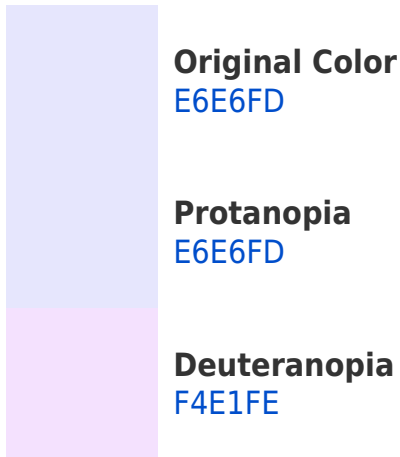 Original Color
E6E6FD
Protanopia
E6E6FD
Deuteranopia
F4E1FE